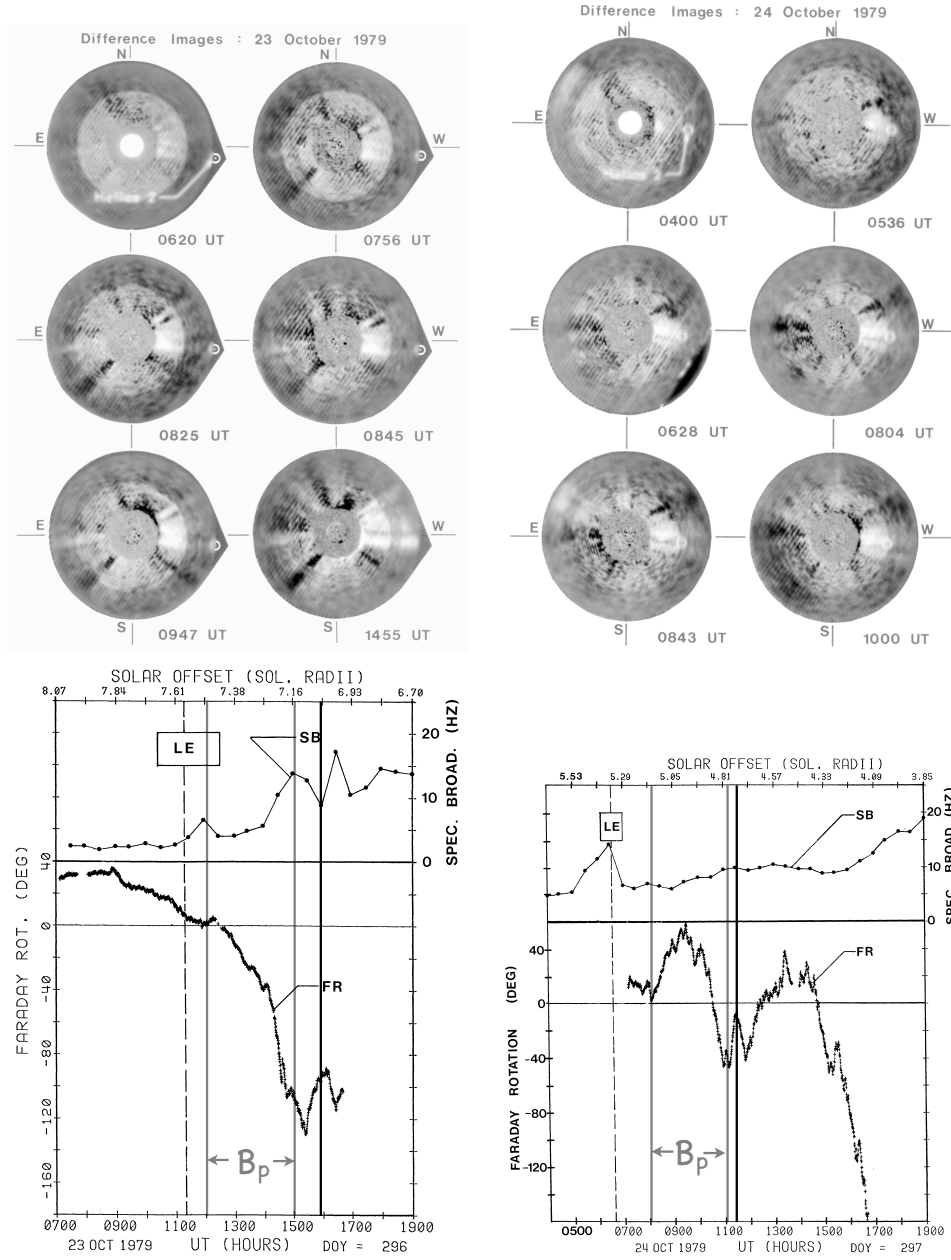 Difference Images : 23 October 1979
N
E
W
Helios 2
0620 UT
0756 UT
E
W
0825 UT
0845 UT
E
W
S
0947 UT
1455 UT
Difference Images : 24 October 1979
N
E
W
0400 UT
0536 UT
E
W
0628 UT
0804 UT
E
W
S
0843 UT
1000 UT
SOLAR OFFSET (SOL. RADII)
8.07 7.84 7.61 7.38 7.16 6.93 6.70
LE
SB
20
10
0
SPEC. BROAD. (HZ)
40
0
-40
-80
-120
-160
FARADAY ROT. (DEG)
FR
Bp
0700 0900 1100 1300 1500 1700 1900
23 OCT 1979 UT (HOURS) DOY = 296
SOLAR OFFSET (SOL. RADII)
5.53 5.29 5.05 4.81 4.57 4.33 4.09 3.85
LE
SB
20
10
0
SPEC. BROAD. (HZ)
40
0
-40
-80
-120
FARADAY ROTATION (DEG)
FR
Bp
0500 0700 0900 1100 1300 1500 1700 1900
24 OCT 1979 UT (HOURS) DOY = 297